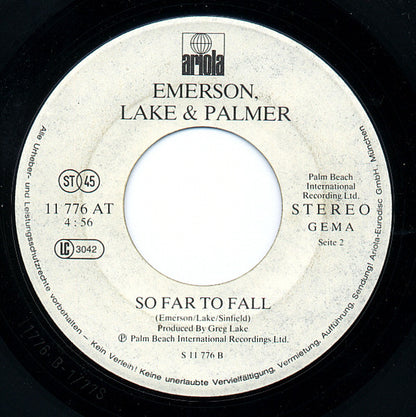 ariola
EMERSON,
LAKE & PALMER
ST 45
11 776 AT
4 : 56
LC 3042
Palm Beach
International
Recording Ltd.
STEREO
GEMA
Seite 2
SO FAR TO FALL
(Emerson/Lake/Sinfield)
Produced By Greg Lake
℗ Palm Beach International Recordings Ltd.
S 11 776 B
Alle Urheber- und Leistungsschutzrechte vorbehalten – Kein Verleih! Keine unerlaubte Vervielfältigung, Vermietung, Aufführung, Sendung! Ariola-Eurodisc GmbH, München